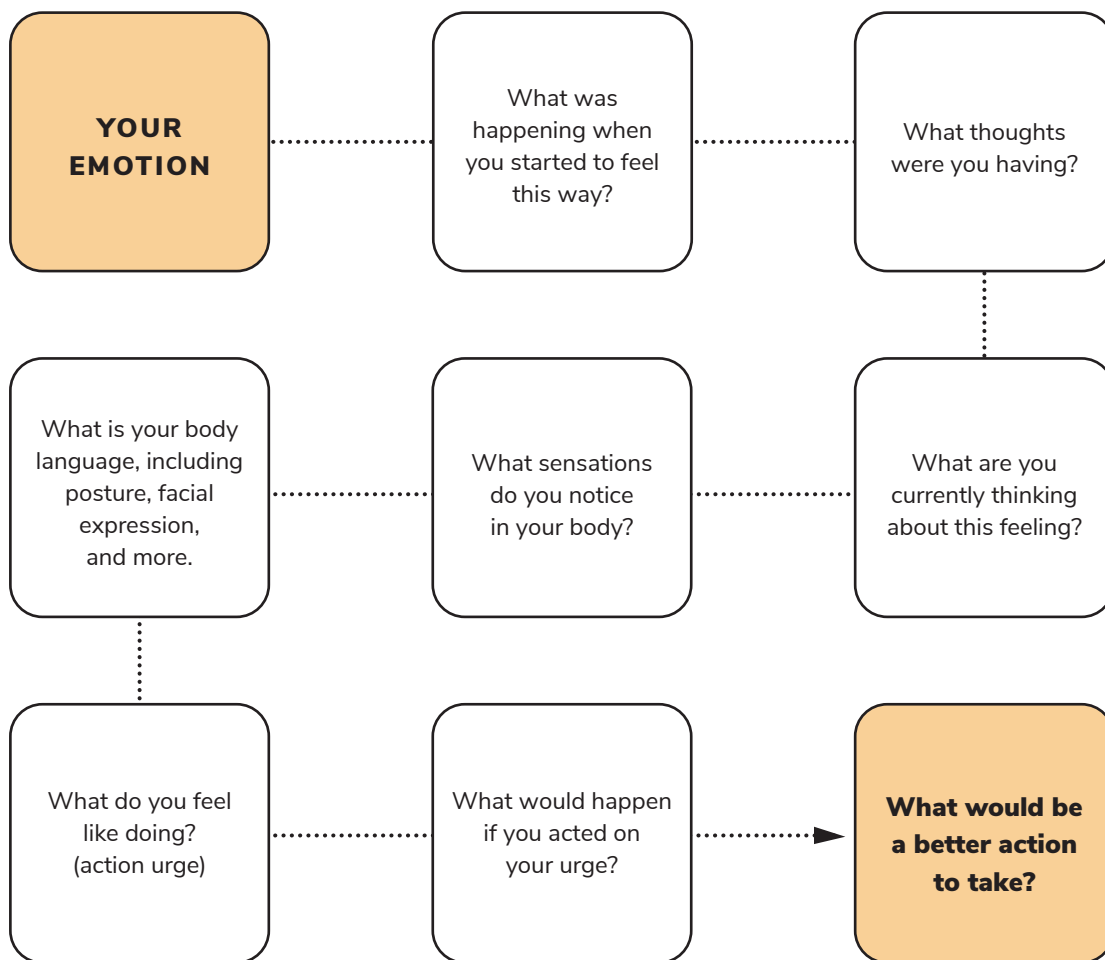 YOUR
EMOTION
What was
happening when
you started to feel
this way?
What thoughts
were you having?
What are you
currently thinking
about this feeling?
What sensations
do you notice
in your body?
What is your body
language, including
posture, facial
expression,
and more.
What do you feel
like doing?
(action urge)
What would happen
if you acted on
your urge?
What would be
a better action
to take?